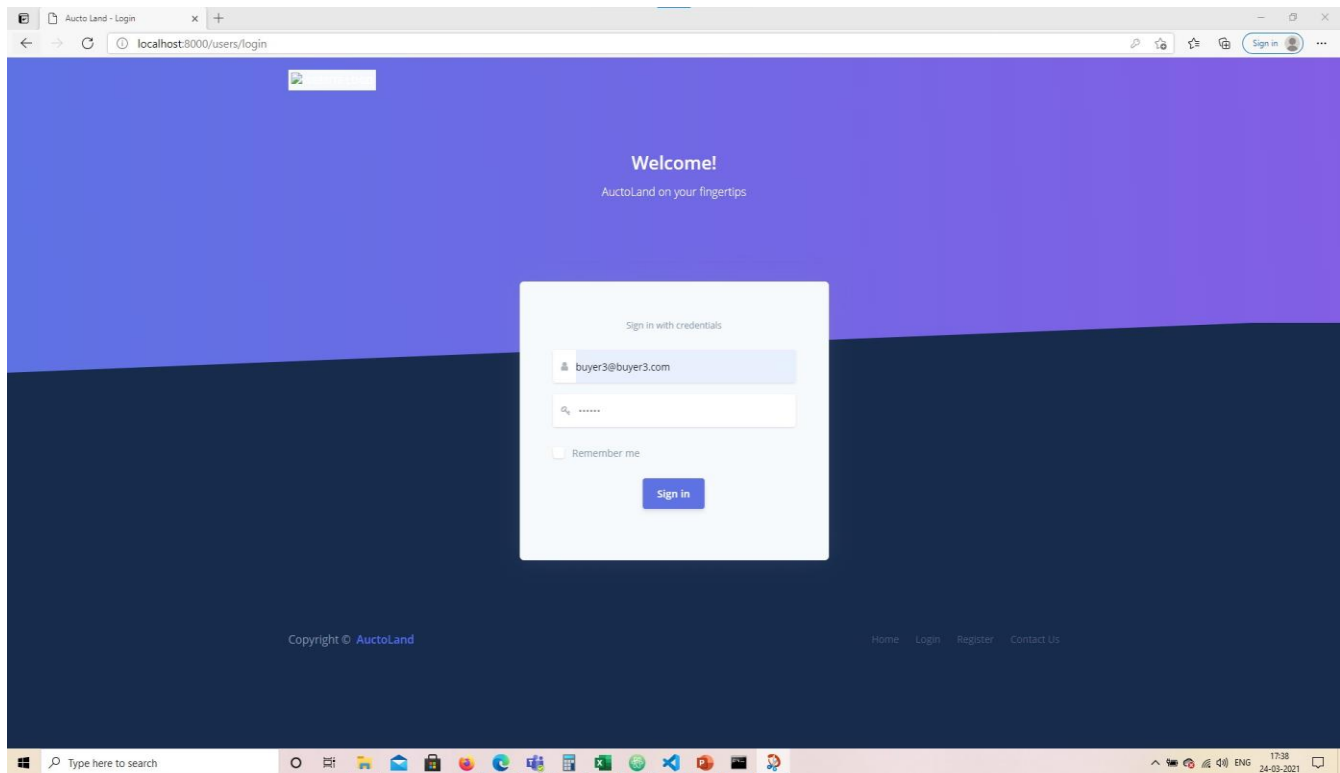 Aucto Land - Login
localhost:8000/users/login
Sign in
Welcome!
AuctoLand on your fingertips
Sign in with credentials
buyer3@buyer3.com
Remember me
Sign in
Copyright © AuctoLand
Home Login Register Contact Us
Type here to search
ENG
17:38
24-03-2021